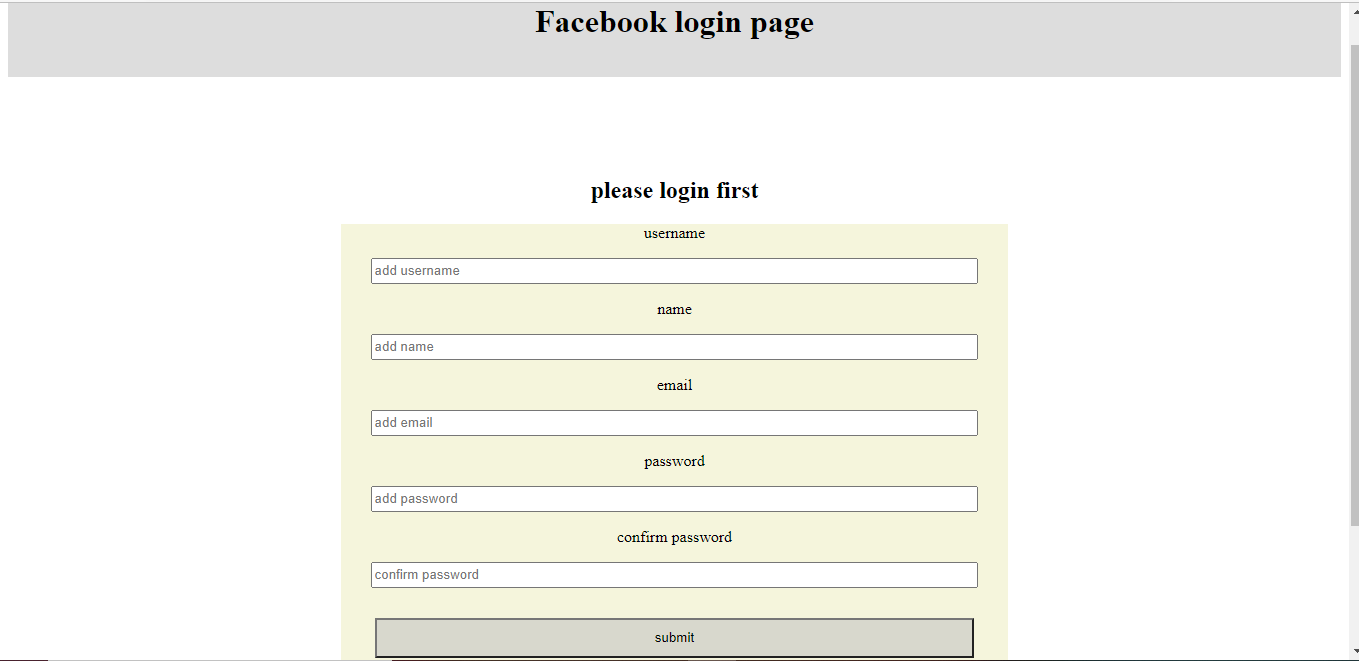 Facebook login page
please login first
username
add username
name
add name
email
add email
password
add password
confirm password
confirm password
submit